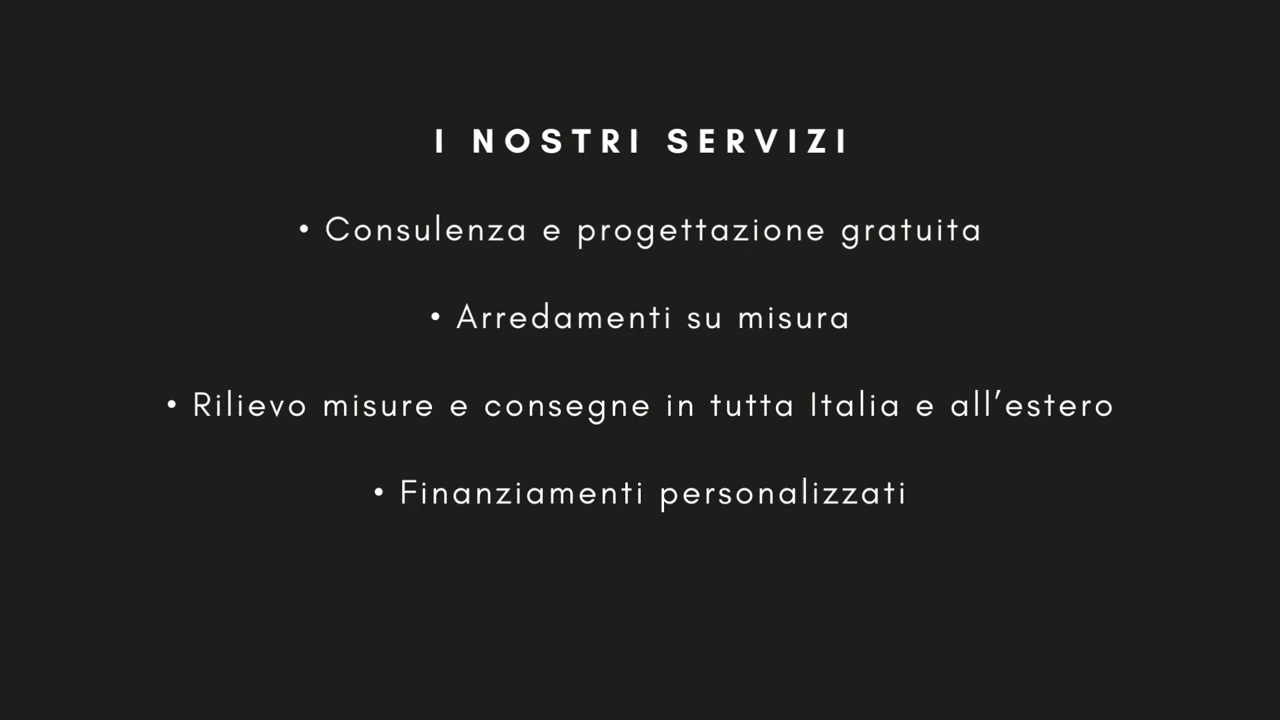 I NOSTRI SERVIZI
• Consulenza e progettazione gratuita
• Arredamenti su misura
• Rilievo misure e consegne in tutta Italia e all’estero
• Finanziamenti personalizzati